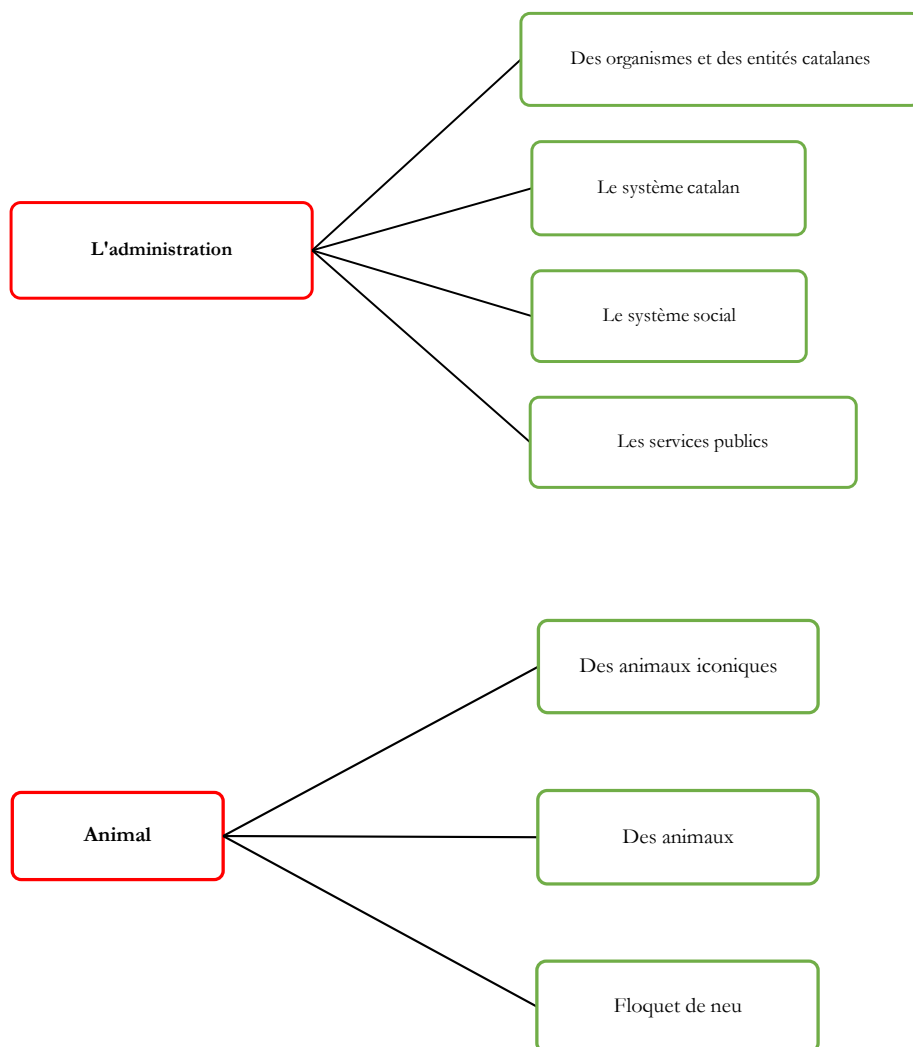 Des organismes et des entités catalanes
Le système catalan
L'administration
Le système social
Les services publics
Des animaux iconiques
Animal
Des animaux
Floquet de neu